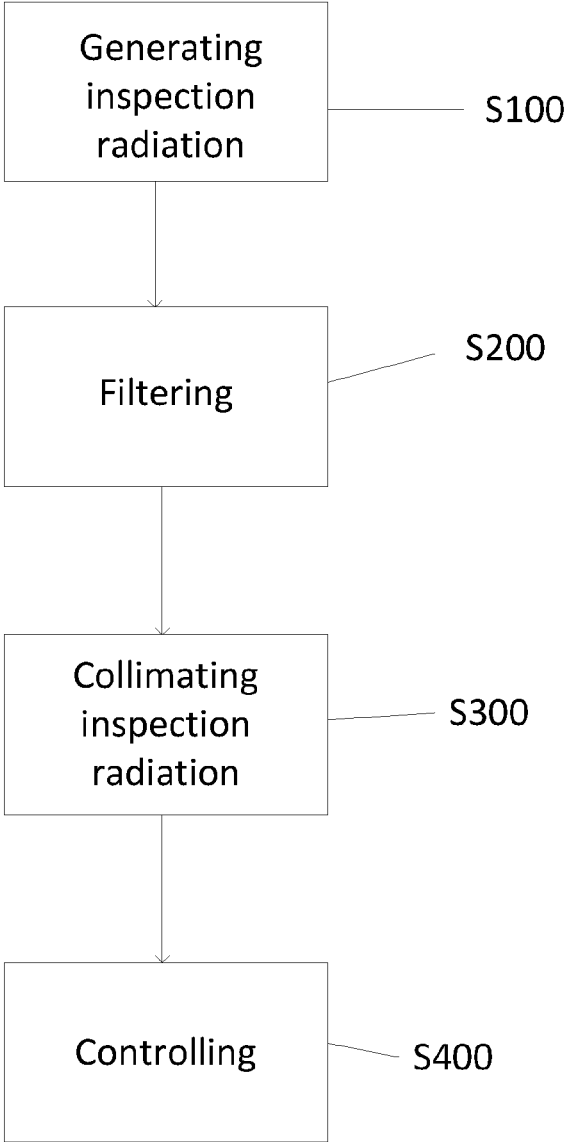 Generating
inspection
radiation
S100
Filtering
S200
Collimating
inspection
radiation
S300
Controlling
S400